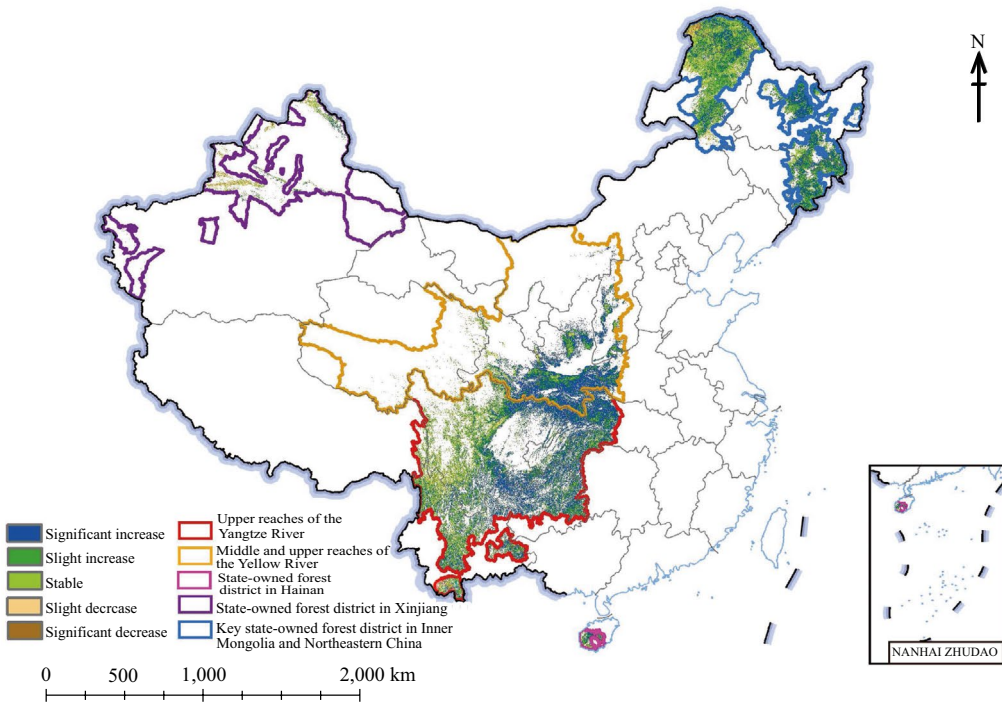 N
Significant increase
Slight increase
Stable
Slight decrcase
Significant decrease
Upper reaches of the
Yangtze River
Middle and upper reaches of
the Yellow River
State-owned forest
district in Hainan
State-owned forest district in Xinjiang
Key state-owned forest district in Inner
Mongolia and Northeastern China
0 500 1,000 2,000 km
NANHAI ZHUDAO